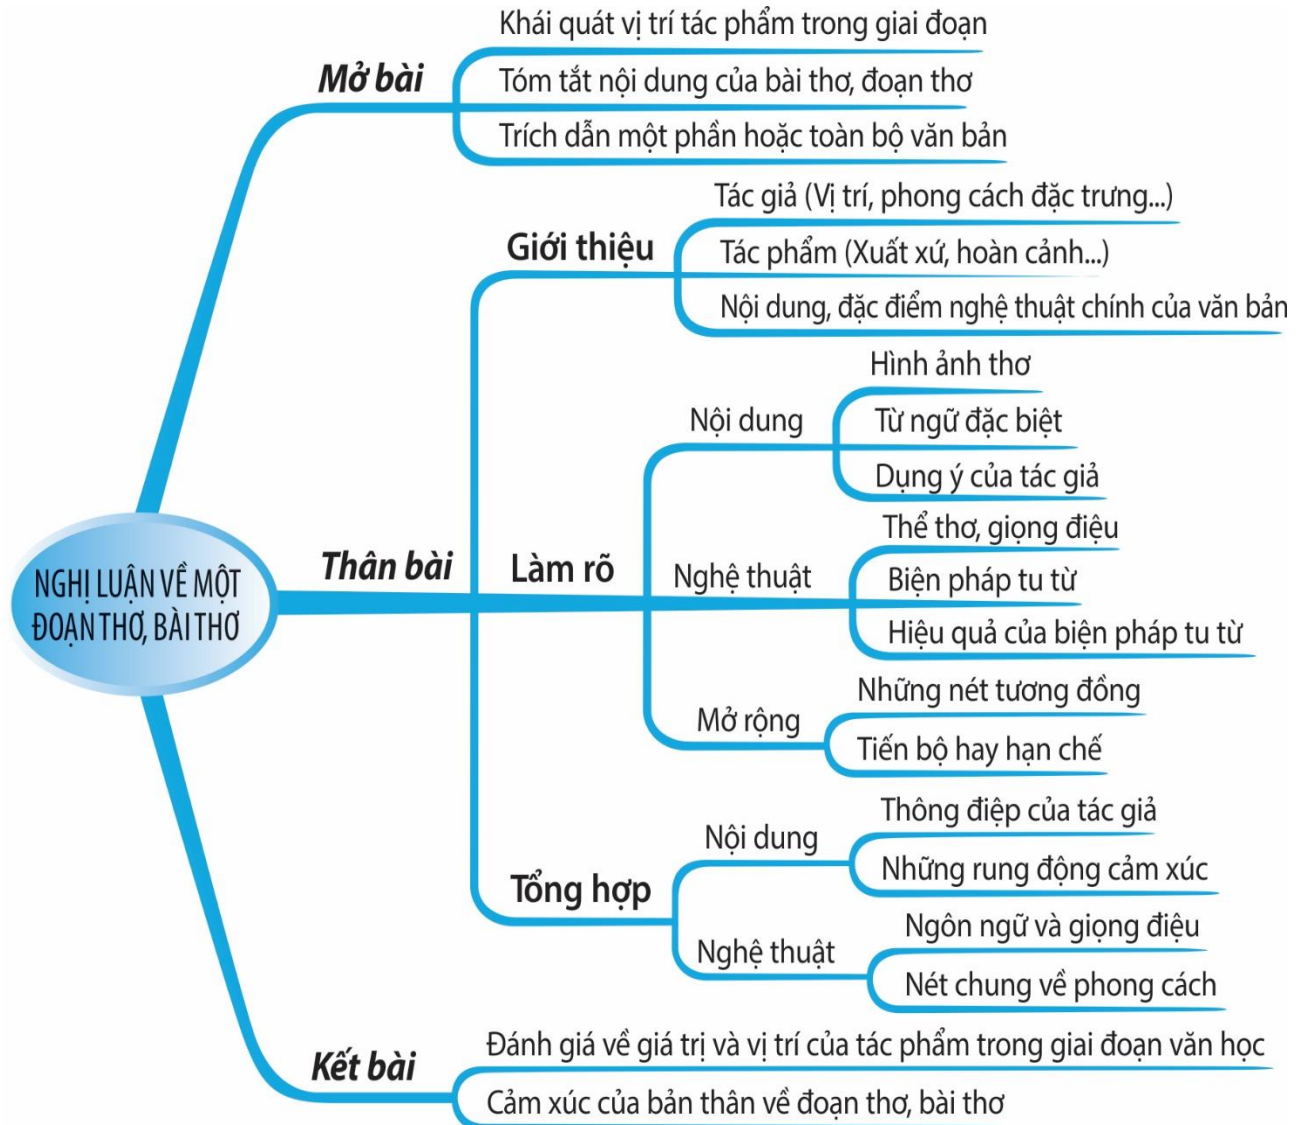 NGHỊ LUẬN VỀ MỘT
ĐOẠN THƠ, BÀI THƠ
Mở bài
Khái quát vị trí tác phẩm trong giai đoạn
Tóm tắt nội dung của bài thơ, đoạn thơ
Trích dẫn một phần hoặc toàn bộ văn bản
Thân bài
Giới thiệu
Tác giả (Vị trí, phong cách đặc trưng...)
Tác phẩm (Xuất xứ, hoàn cảnh...)
Nội dung, đặc điểm nghệ thuật chính của văn bản
Làm rõ
Nội dung
Hình ảnh thơ
Từ ngữ đặc biệt
Dụng ý của tác giả
Nghệ thuật
Thể thơ, giọng điệu
Biện pháp tu từ
Hiệu quả của biện pháp tu từ
Mở rộng
Những nét tương đồng
Tiến bộ hay hạn chế
Tổng hợp
Nội dung
Thông điệp của tác giả
Những rung động cảm xúc
Nghệ thuật
Ngôn ngữ và giọng điệu
Nét chung về phong cách
Kết bài
Đánh giá về giá trị và vị trí của tác phẩm trong giai đoạn văn học
Cảm xúc của bản thân về đoạn thơ, bài thơ